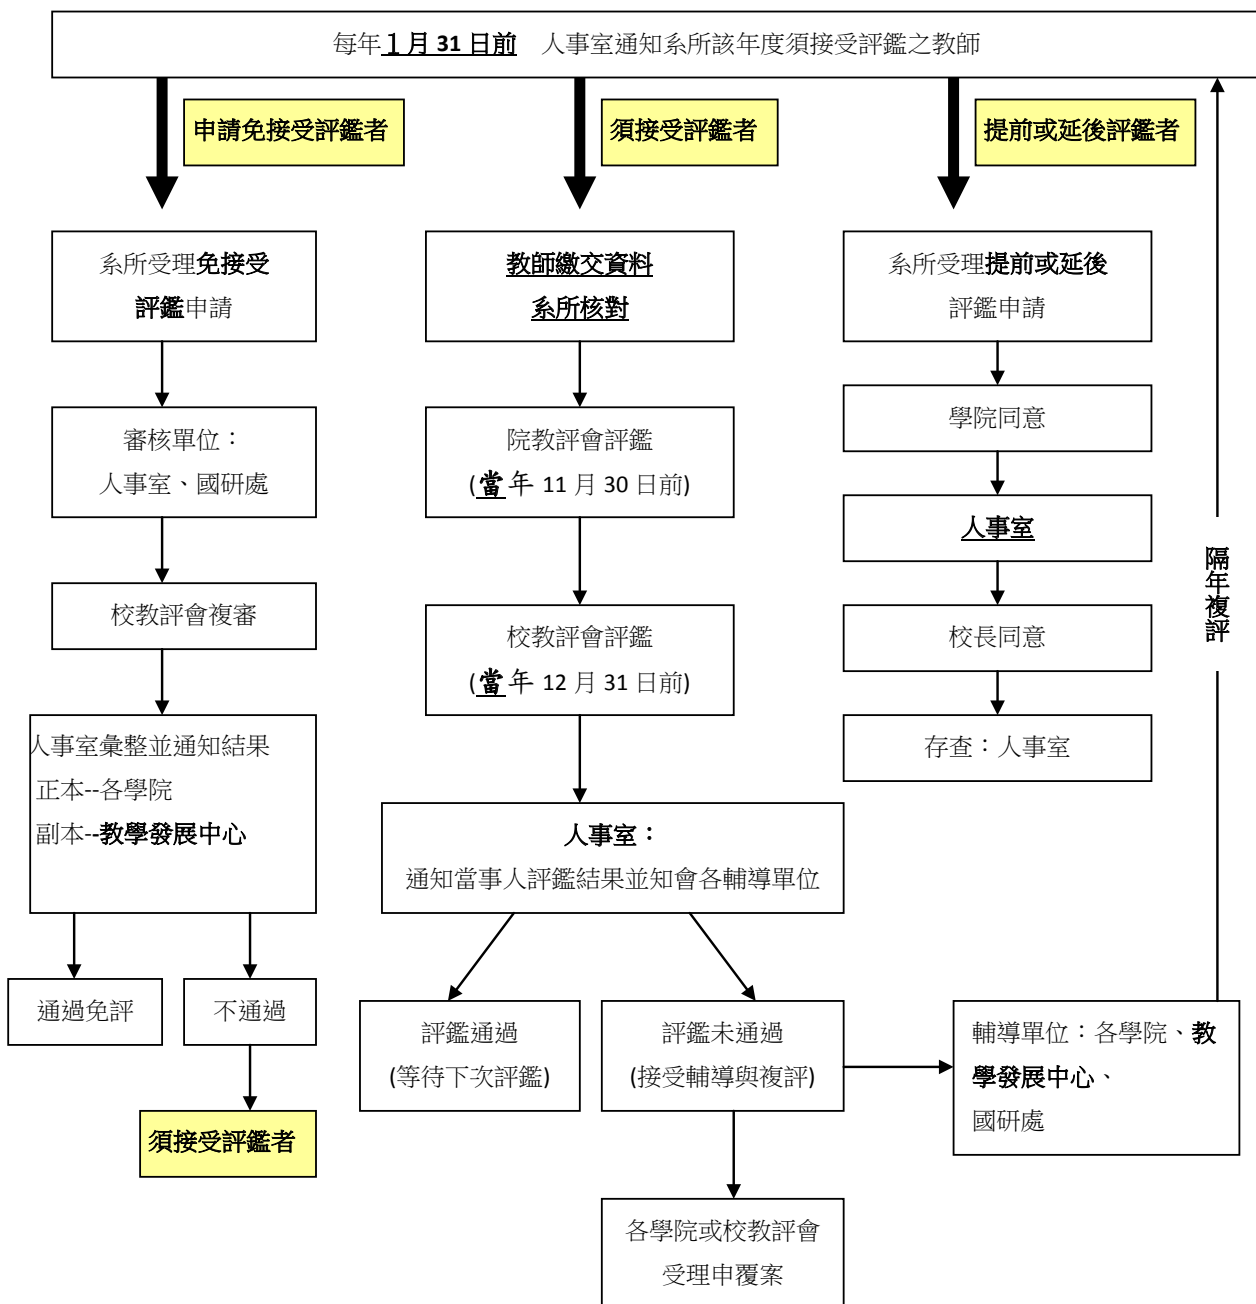 每年１月 31 日前　人事室通知系所該年度須接受評鑑之教師
申請免接受評鑑者
須接受評鑑者
提前或延後評鑑者
系所受理免接受
評鑑申請
審核單位：
人事室、國研處
校教評會複審
人事室彙整並通知結果
正本--各學院
副本--教學發展中心
通過免評
不通過
須接受評鑑者
教師繳交資料
系所核對
院教評會評鑑
(當年 11 月 30 日前)
校教評會評鑑
(當年 12 月 31 日前)
人事室：
通知當事人評鑑結果並知會各輔導單位
評鑑通過
(等待下次評鑑)
評鑑未通過
(接受輔導與複評)
各學院或校教評會
受理申覆案
系所受理提前或延後
評鑑申請
學院同意
人事室
校長同意
存查：人事室
輔導單位：各學院、教
學發展中心、
國研處
隔年複評